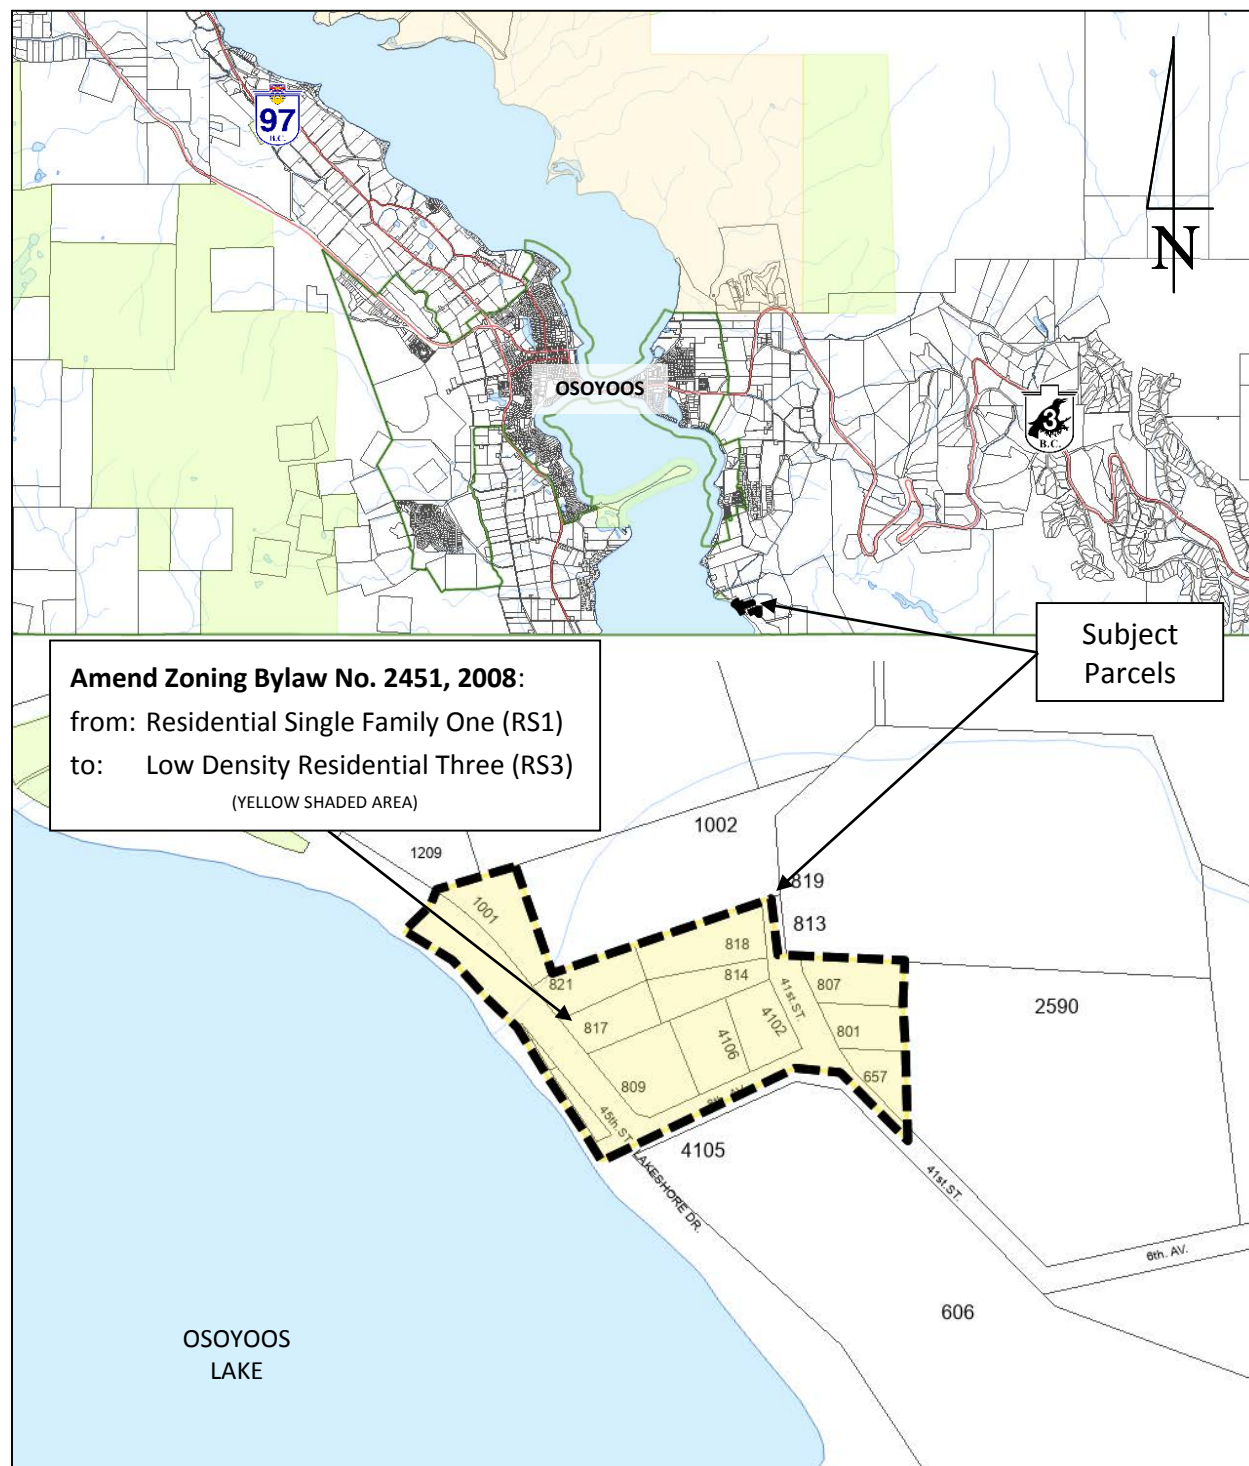 97
B.C.
N
OSOYOOS
3
B.C.
Subject
Parcels
Amend Zoning Bylaw No. 2451, 2008:
from: Residential Single Family One (RS1)
to: Low Density Residential Three (RS3)
(YELLOW SHADED AREA)
1002
1209
819
1001
813
818
821
814
807
41st.ST.
2590
817
4102
801
4106
657
809
45th.ST.
4105
LAKESHORE DR.
41st.ST.
6th. AV.
606
OSOYOOS
LAKE